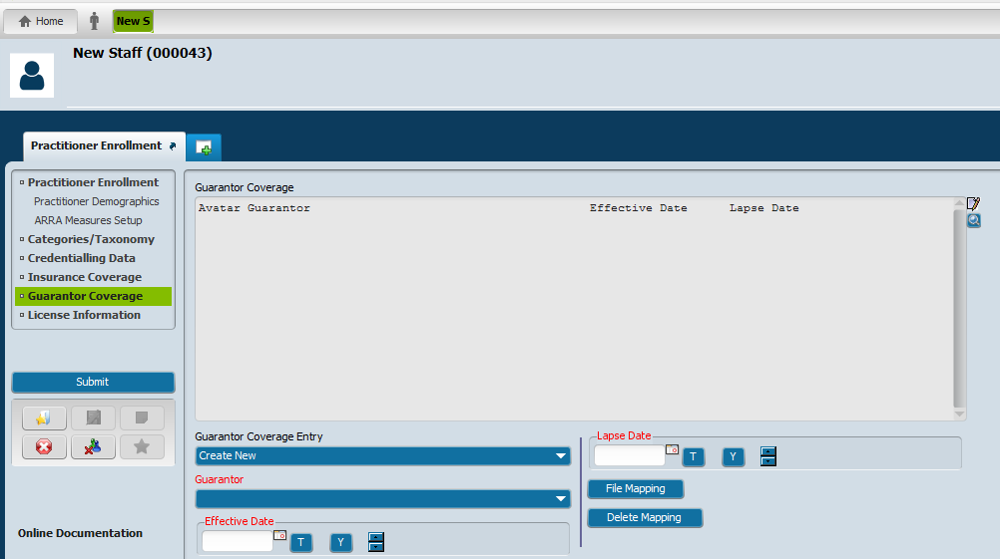 Home
New S
New Staff (000043)
Practitioner Enrollment
Practitioner Enrollment
Practitioner Demographics
ARRA Measures Setup
Categories/Taxonomy
Credentialling Data
Insurance Coverage
Guarantor Coverage
License Information
Submit
Online Documentation
Guarantor Coverage
Avatar Guarantor Effective Date Lapse Date
Guarantor Coverage Entry
Create New
Guarantor
Effective Date
T Y
Lapse Date
T Y
File Mapping
Delete Mapping